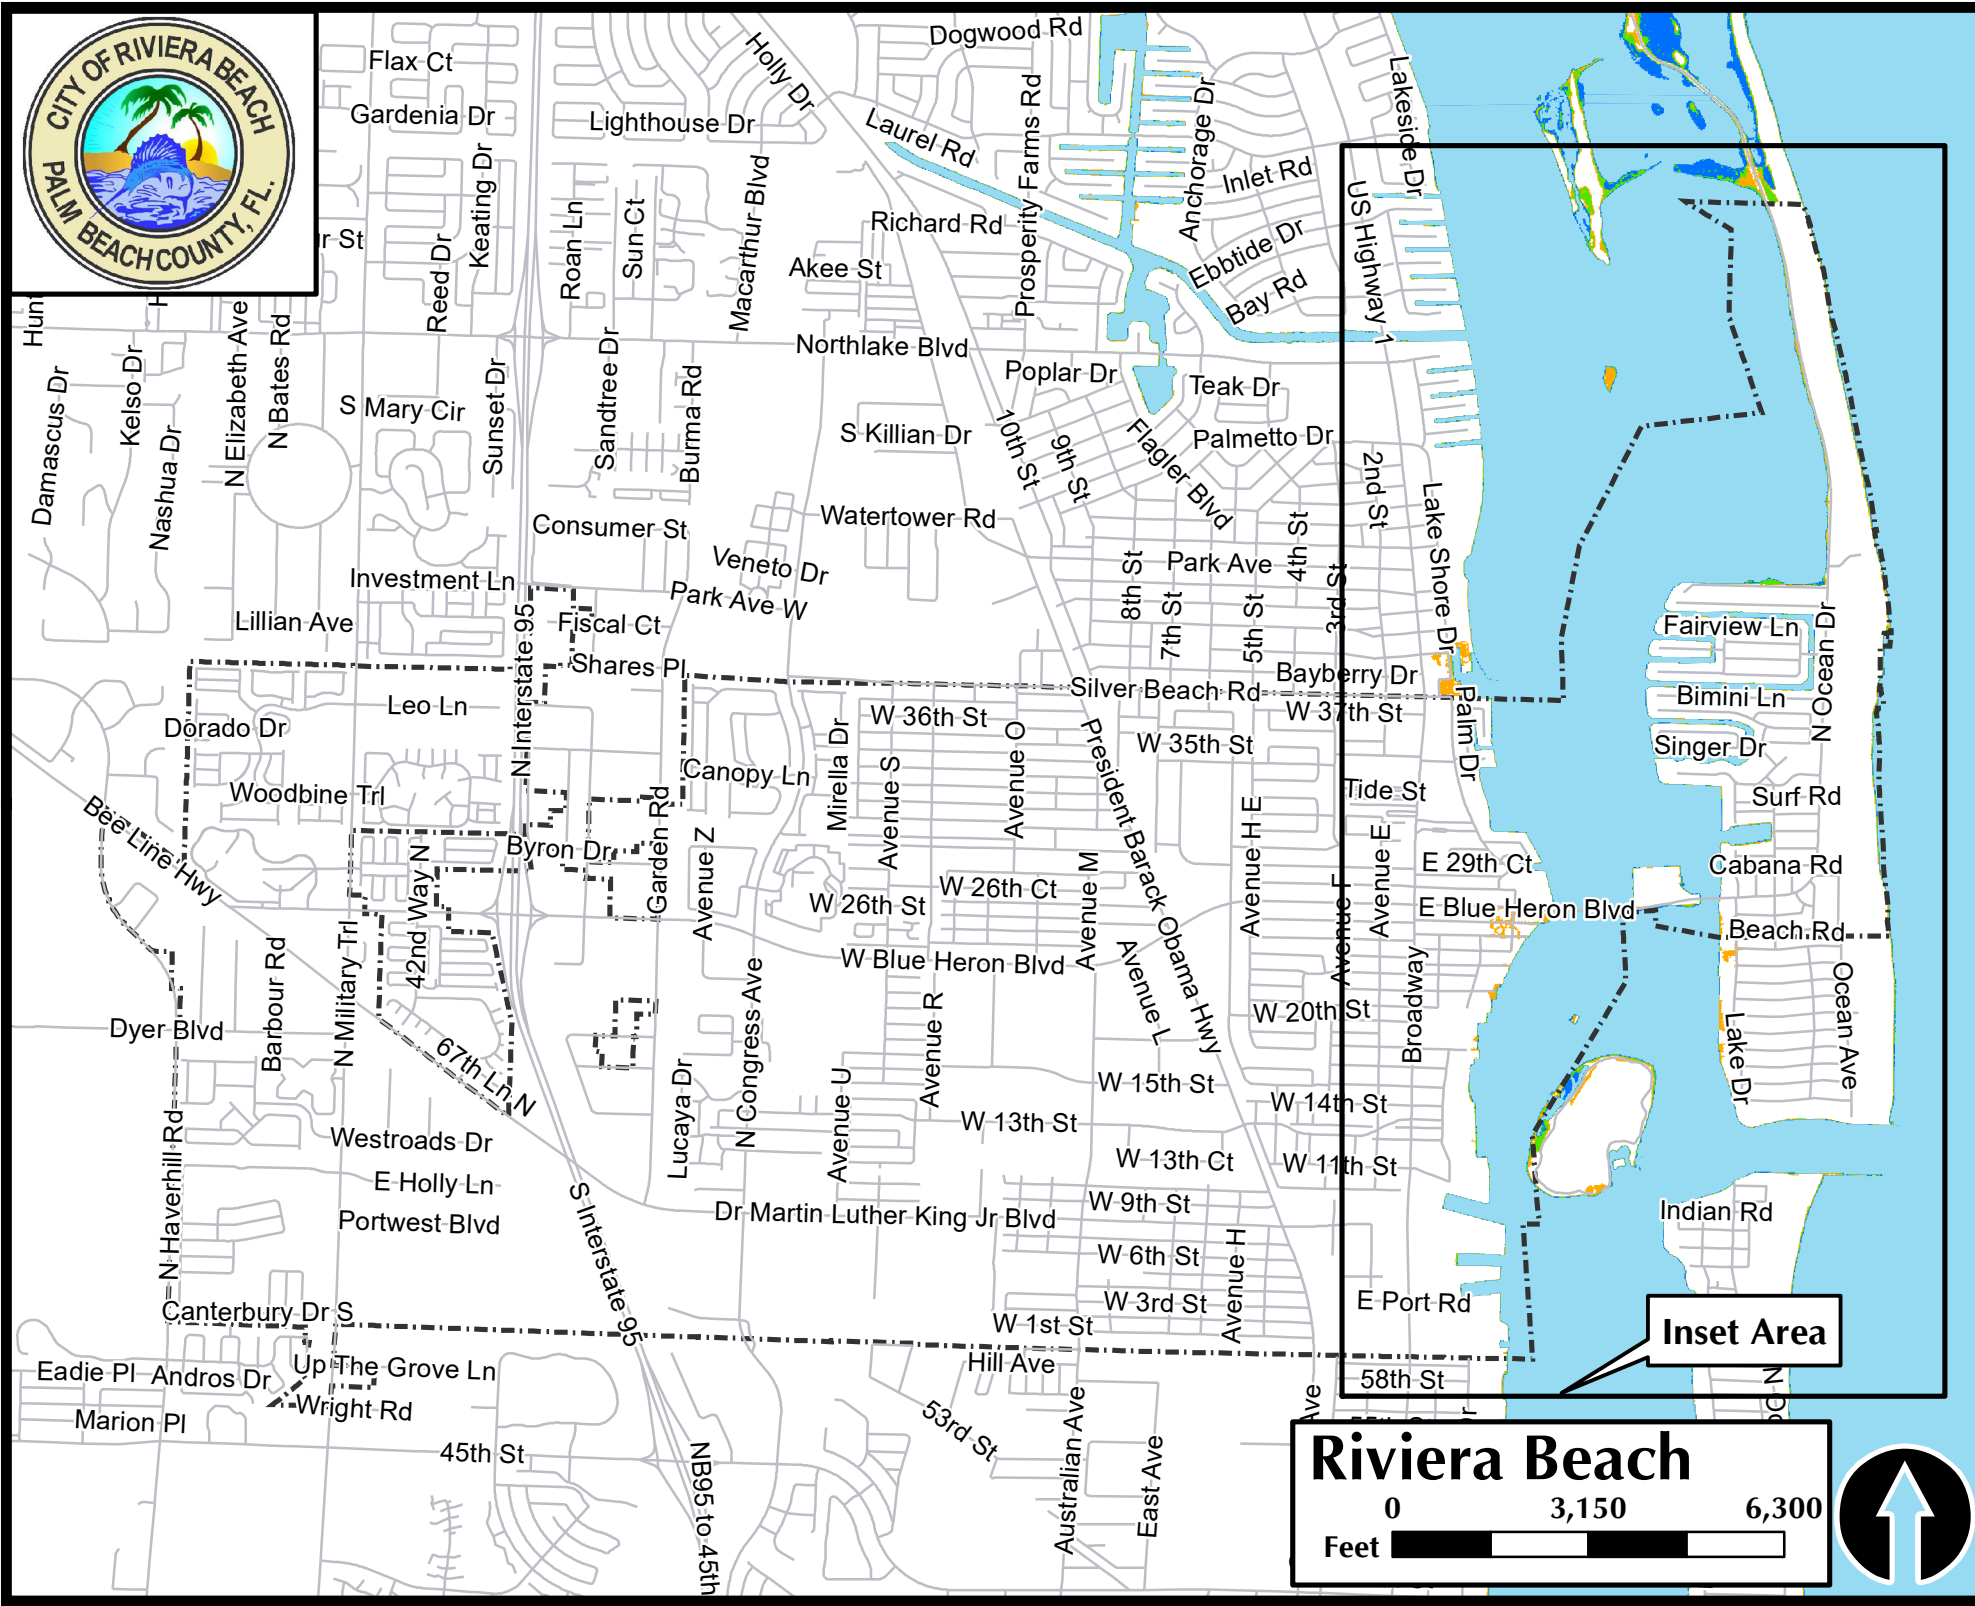 CITY OF RIVIERA BEACH
PALM BEACH COUNTY, FL.
Dogwood Rd
Flax Ct
Holly Dr
Gardenia Dr
Lighthouse Dr
Laurel Rd
Prosperity Farms Rd
Anchorage Dr
Lakeside Dr
Inlet Rd
US Highway 1
Keating Dr
Reed Dr
Roan Ln
Sun Ct
Macarthur Blvd
Richard Rd
Akee St
Ebbtide Dr
Bay Rd
Damascus Dr
Kelso Dr
Nashua Dr
N Elizabeth Ave
N Bates Rd
Northlake Blvd
Poplar Dr
Teak Dr
S Mary Cir
Sunset Dr
Sandtree Dr
Burma Rd
S Killian Dr
10th St
9th St
Flagler Blvd
Palmetto Dr
2nd St
Lake Shore Dr
Consumer St
Watertower Rd
Veneto Dr
Park Ave
4th St
3rd St
8th St
7th St
5th St
Investment Ln
Park Ave W
Lillian Ave
Fiscal Ct
N Interstate 95
Shares Pl
Bayberry Dr
Silver Beach Rd
Fairview Ln
N Ocean Dr
Bimini Ln
Leo Ln
Dorado Dr
W 36th St
W 37th St
W 35th St
Palm Dr
Singer Dr
Canopy Ln
Mirella Dr
Avenue S
Avenue O
President Barack Obama Hwy
Woodbine Trl
Tide St
Surf Rd
Bee Line Hwy
Byron Dr
Garden Rd
Avenue Z
Avenue H E
Avenue E
E 29th Ct
Cabana Rd
42nd Way N
W 26th St
W 26th Ct
Avenue M
Avenue F
E Blue Heron Blvd
Beach Rd
Barbour Rd
N Military Trl
W Blue Heron Blvd
Avenue L
Broadway
Ocean Ave
Dyer Blvd
67th Ln N
N Congress Ave
Avenue R
W 20th St
Lake Dr
Lucaya Dr
Avenue U
W 15th St
W 14th St
W 13th St
Westroads Dr
W 13th Ct
W 11th St
N Haverhill Rd
E Holly Ln
Portwest Blvd
S Interstate 95
Dr Martin Luther King Jr Blvd
W 9th St
Indian Rd
W 6th St
Avenue H
W 3rd St
E Port Rd
Canterbury Dr S
W 1st St
Inset Area
Eadie Pl
Andros Dr
Up The Grove Ln
Hill Ave
58th St
Wright Rd
Marion Pl
53rd St
Australian Ave
East Ave
45th St
NB95 to 45th
Riviera Beach
0 3,150 6,300
Feet